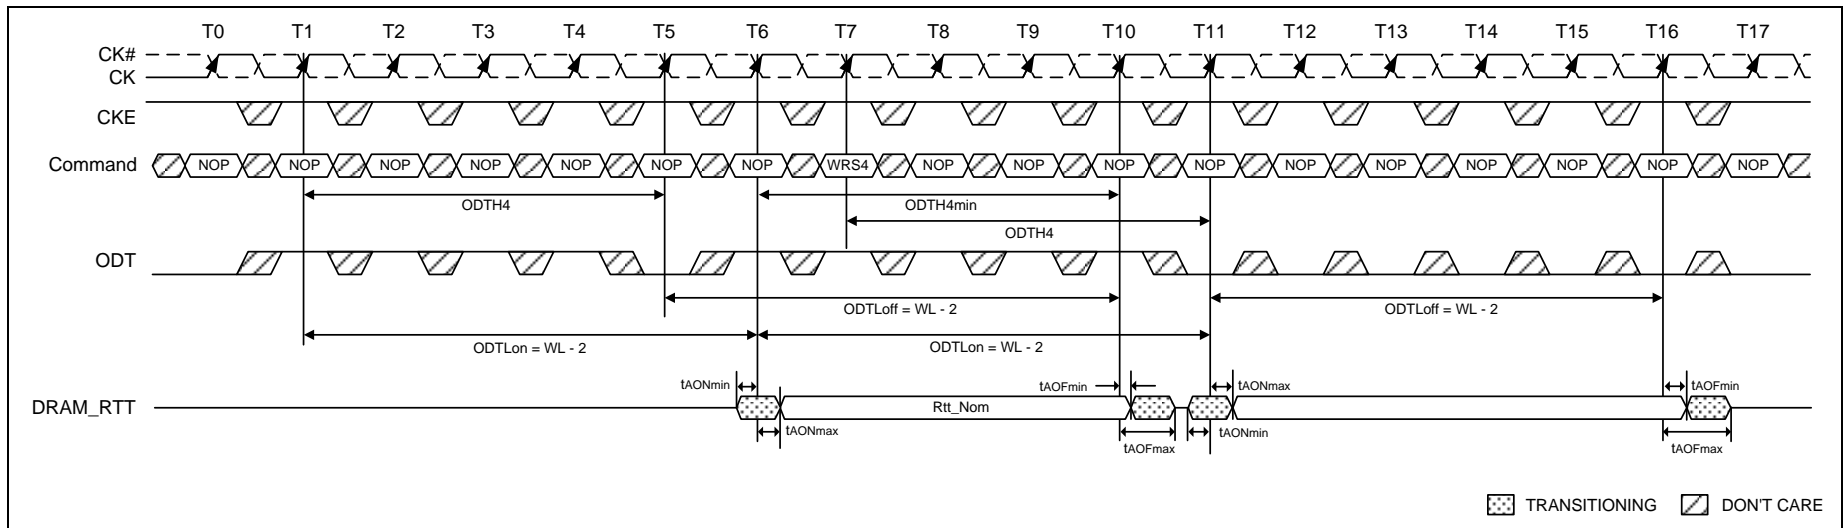 T0 T1 T2 T3 T4 T5 T6 T7 T8 T9 T10 T11 T12 T13 T14 T15 T16 T17
CK#
CK
CKE
Command NOP NOP NOP NOP NOP NOP NOP WRS4 NOP NOP NOP NOP NOP NOP NOP NOP NOP NOP
ODTH4 ODTH4min
ODTH4
ODT
ODTLoff = WL - 2 ODTLoff = WL - 2
ODTLon = WL - 2 ODTLon = WL - 2
tAONmin tAOFmin tAONmax tAOFmin
DRAM_RTT Rtt_Nom
tAONmax tAOFmax tAONmin tAOFmax
TRANSITIONING DON'T CARE